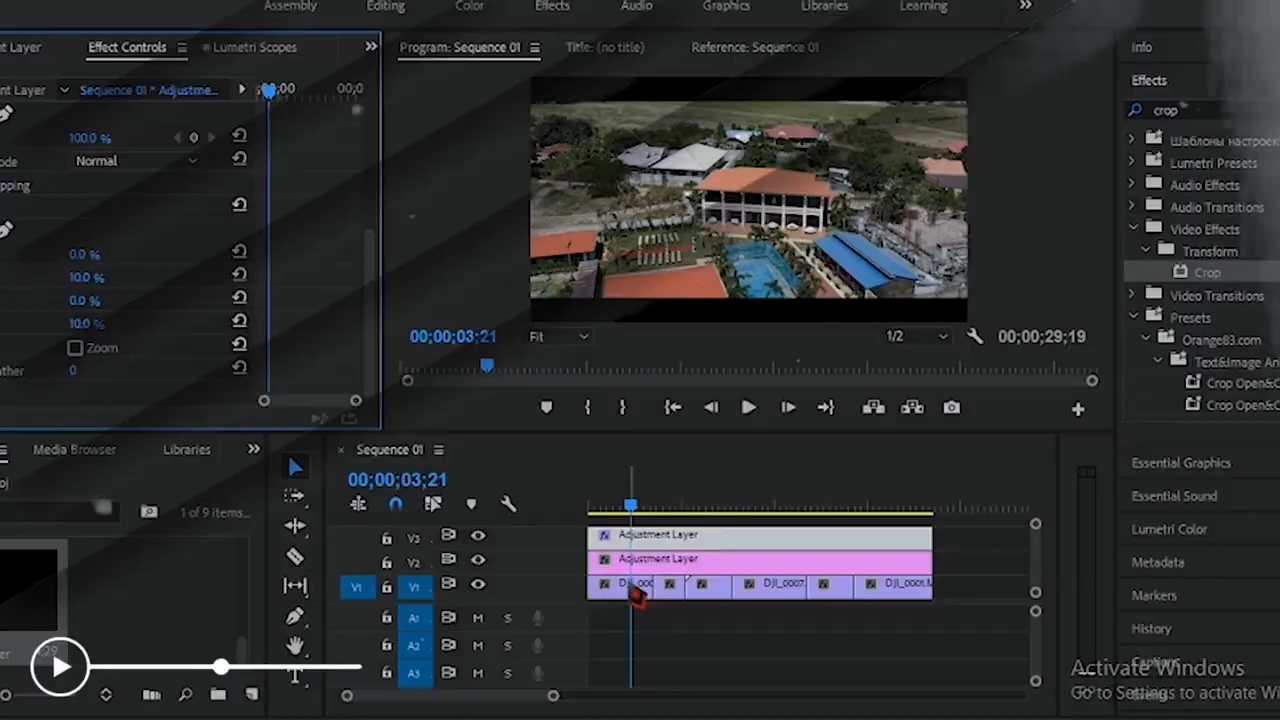 Assembly Editing Color Effects Audio Graphics Libraries Learning
nt Layer Effect Controls Lumetri Scopes
Program: Sequence 01 Title: (no title) Reference: Sequence 01
Info
Effects
crop
nt Layer Sequence 01 * Adjustme... 00;0
100.0 %
ode Normal
pping
0.0 %
10.0 %
0.0 %
10.0 %
Zoom
ather 0
00;00;03;21 Fit 1/2 00;00;29;19
Шаблоны настроек
Lumetri Presets
Audio Effects
Audio Transitions
Video Effects
Transform
Crop
Video Transitions
Presets
Orange83.com
Text&Image An
Crop Open&C
Crop Open&C
Media Browser Libraries
1 of 9 items...
Sequence 01
00;00;03;21
V3 Adjustment Layer
V2 Adjustment Layer
V1 V1 DJI_0007 DJI_0001.M
A1 M S
A2 M S
A3 M S
Essential Graphics
Essential Sound
Lumetri Color
Metadata
Markers
History
Captions
Events
Activate Windows
Go to Settings to activate Wi